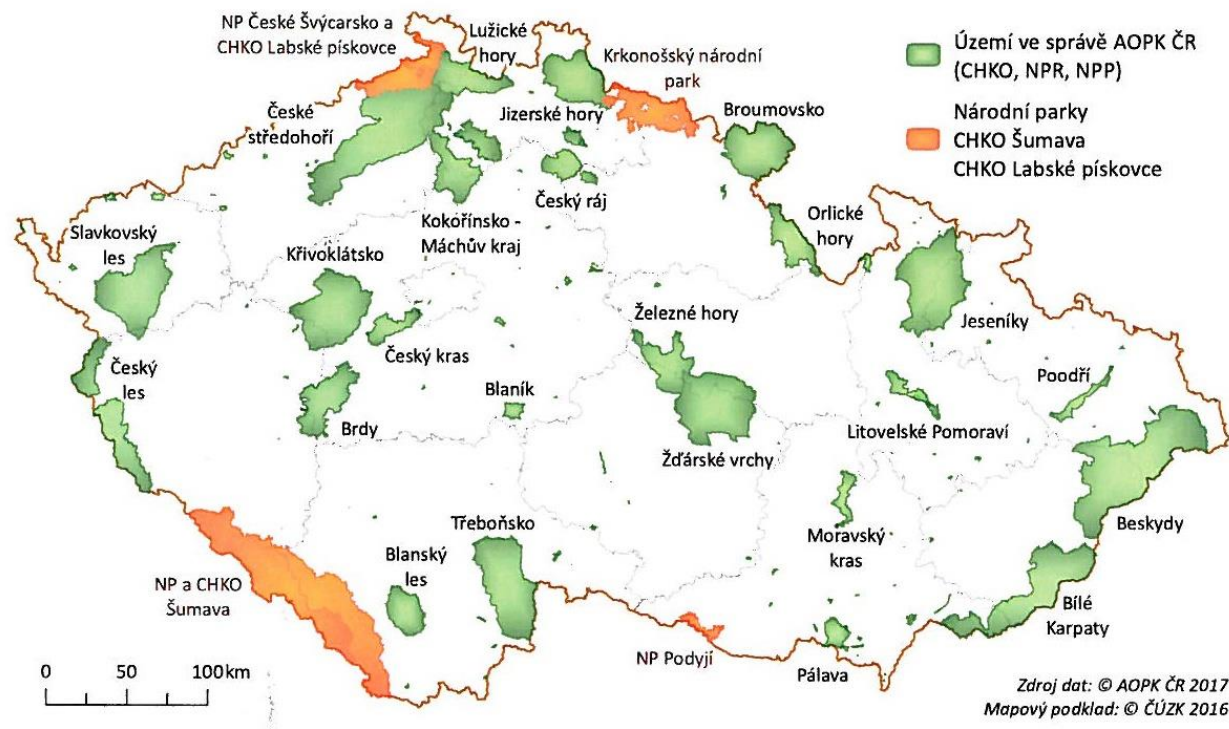 NP České Švýcarsko a
CHKO Labské pískovce
Lužické
hory
Krkonošský národní
park
Území ve správě AOPK ČR
(CHKO, NPR, NPP)
Národní parky
CHKO Šumava
CHKO Labské pískovce
České
středohoří
Jizerské hory
Broumovsko
Český ráj
Kokořínsko -
Máchův kraj
Orlické
hory
Slavkovský
les
Křivoklátsko
Železné hory
Jeseníky
Český kras
Český
les
Blaník
Poodří
Brdy
Litovelské Pomoraví
Žďárské vrchy
Třeboňsko
Moravský
kras
Beskydy
Blanský
les
NP a CHKO
Šumava
Bílé
Karpaty
NP Podyjí
Pálava
0 50 100km
Zdroj dat: © AOPK ČR 2017
Mapový podklad: © ČÚZK 2016